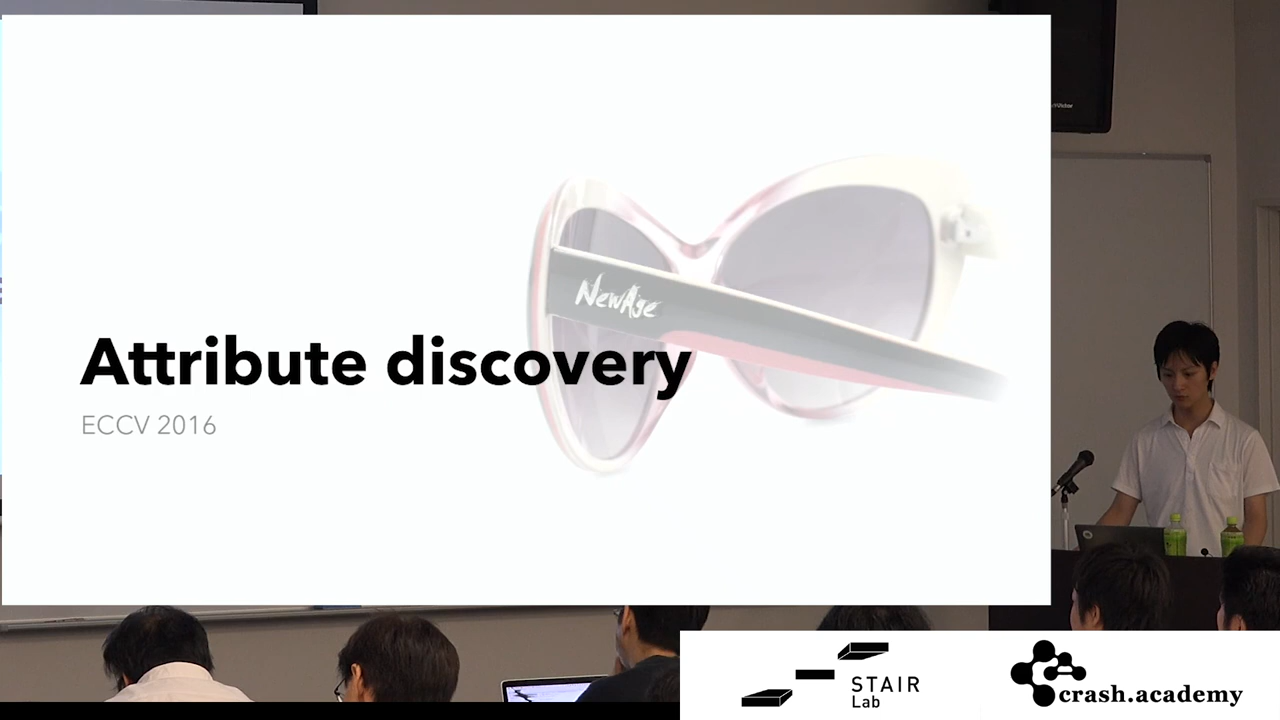 NewAge
Attribute discovery
ECCV 2016
STAIR
Lab
crash.academy